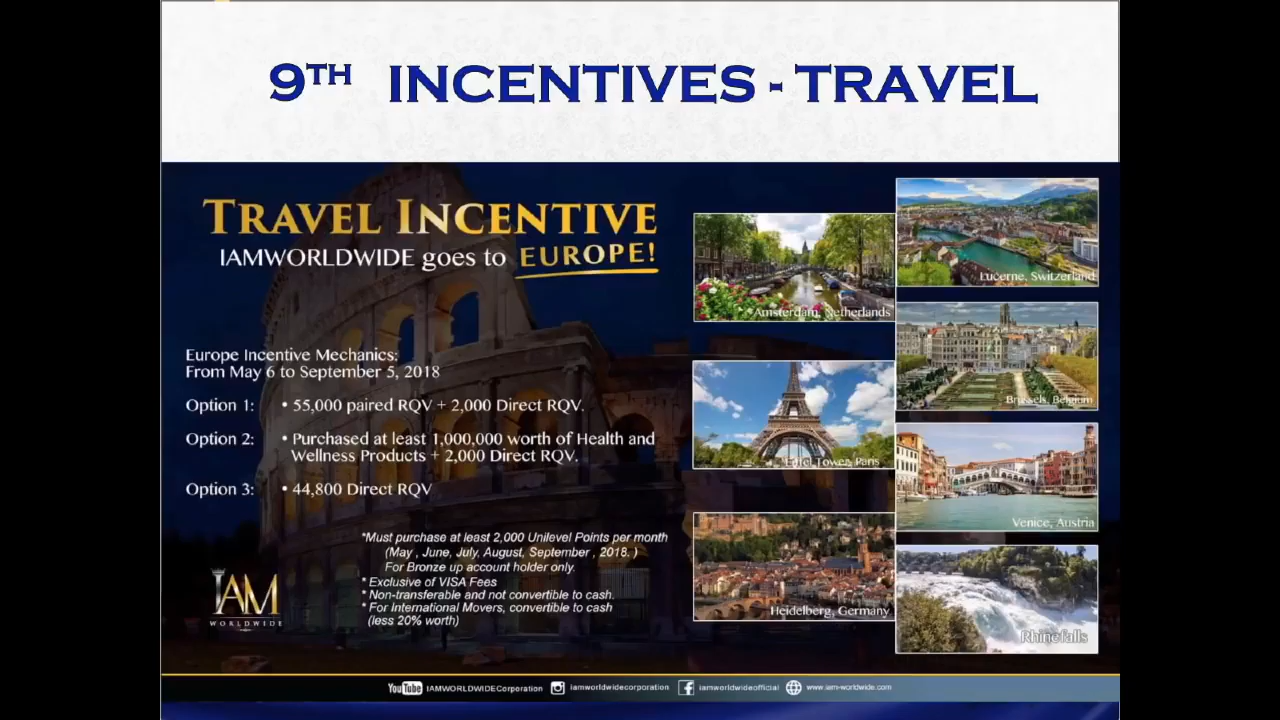 9TH INCENTIVES - TRAVEL
TRAVEL INCENTIVE
IAMWORLDWIDE goes to EUROPE!
Europe Incentive Mechanics:
From May 6 to September 5, 2018
Option 1: • 55,000 paired RQV + 2,000 Direct RQV.
Option 2: • Purchased at least 1,000,000 worth of Health and
Wellness Products + 2,000 Direct RQV.
Option 3: • 44,800 Direct RQV
*Must purchase at least 2,000 Unilevel Points per month
(May , June, July, August, September , 2018. )
For Bronze up account holder only.
* Exclusive of VISA Fees
* Non-transferable and not convertible to cash.
* For International Movers, convertible to cash
(less 20% worth)
IAM
WORLDWIDE
Amsterdam, Netherlands
Lucerne, Switzerland
Brussels, Belgium
Eiffel Tower, Paris
Venice, Austria
Heidelberg, Germany
Rhinefalls
YouTube IAMWORLDWIDECorporation iamworldwidecorporation iamworldwideofficial www.iam-worldwide.com